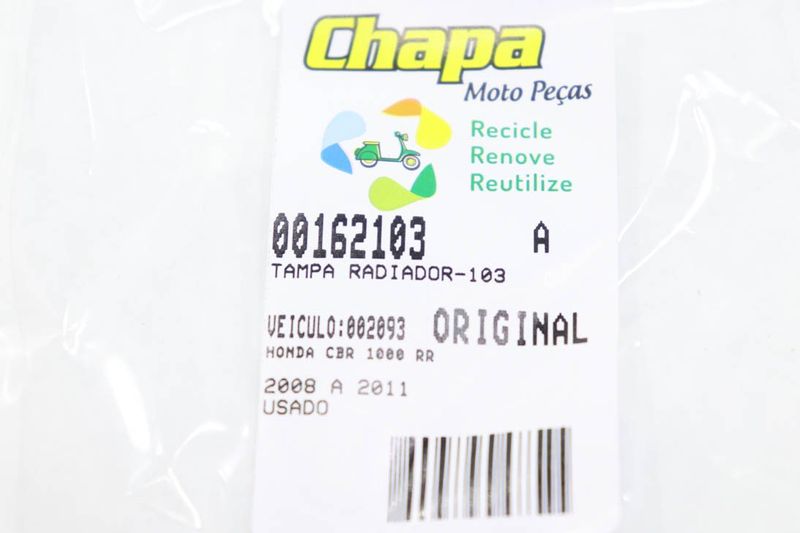 Chapa
Moto Peças
Recicle
Renove
Reutilize
00162103 A
TAMPA RADIADOR-103
VEICULO:002093 ORIGINAL
HONDA CBR 1000 RR
2008 A 2011
USADO